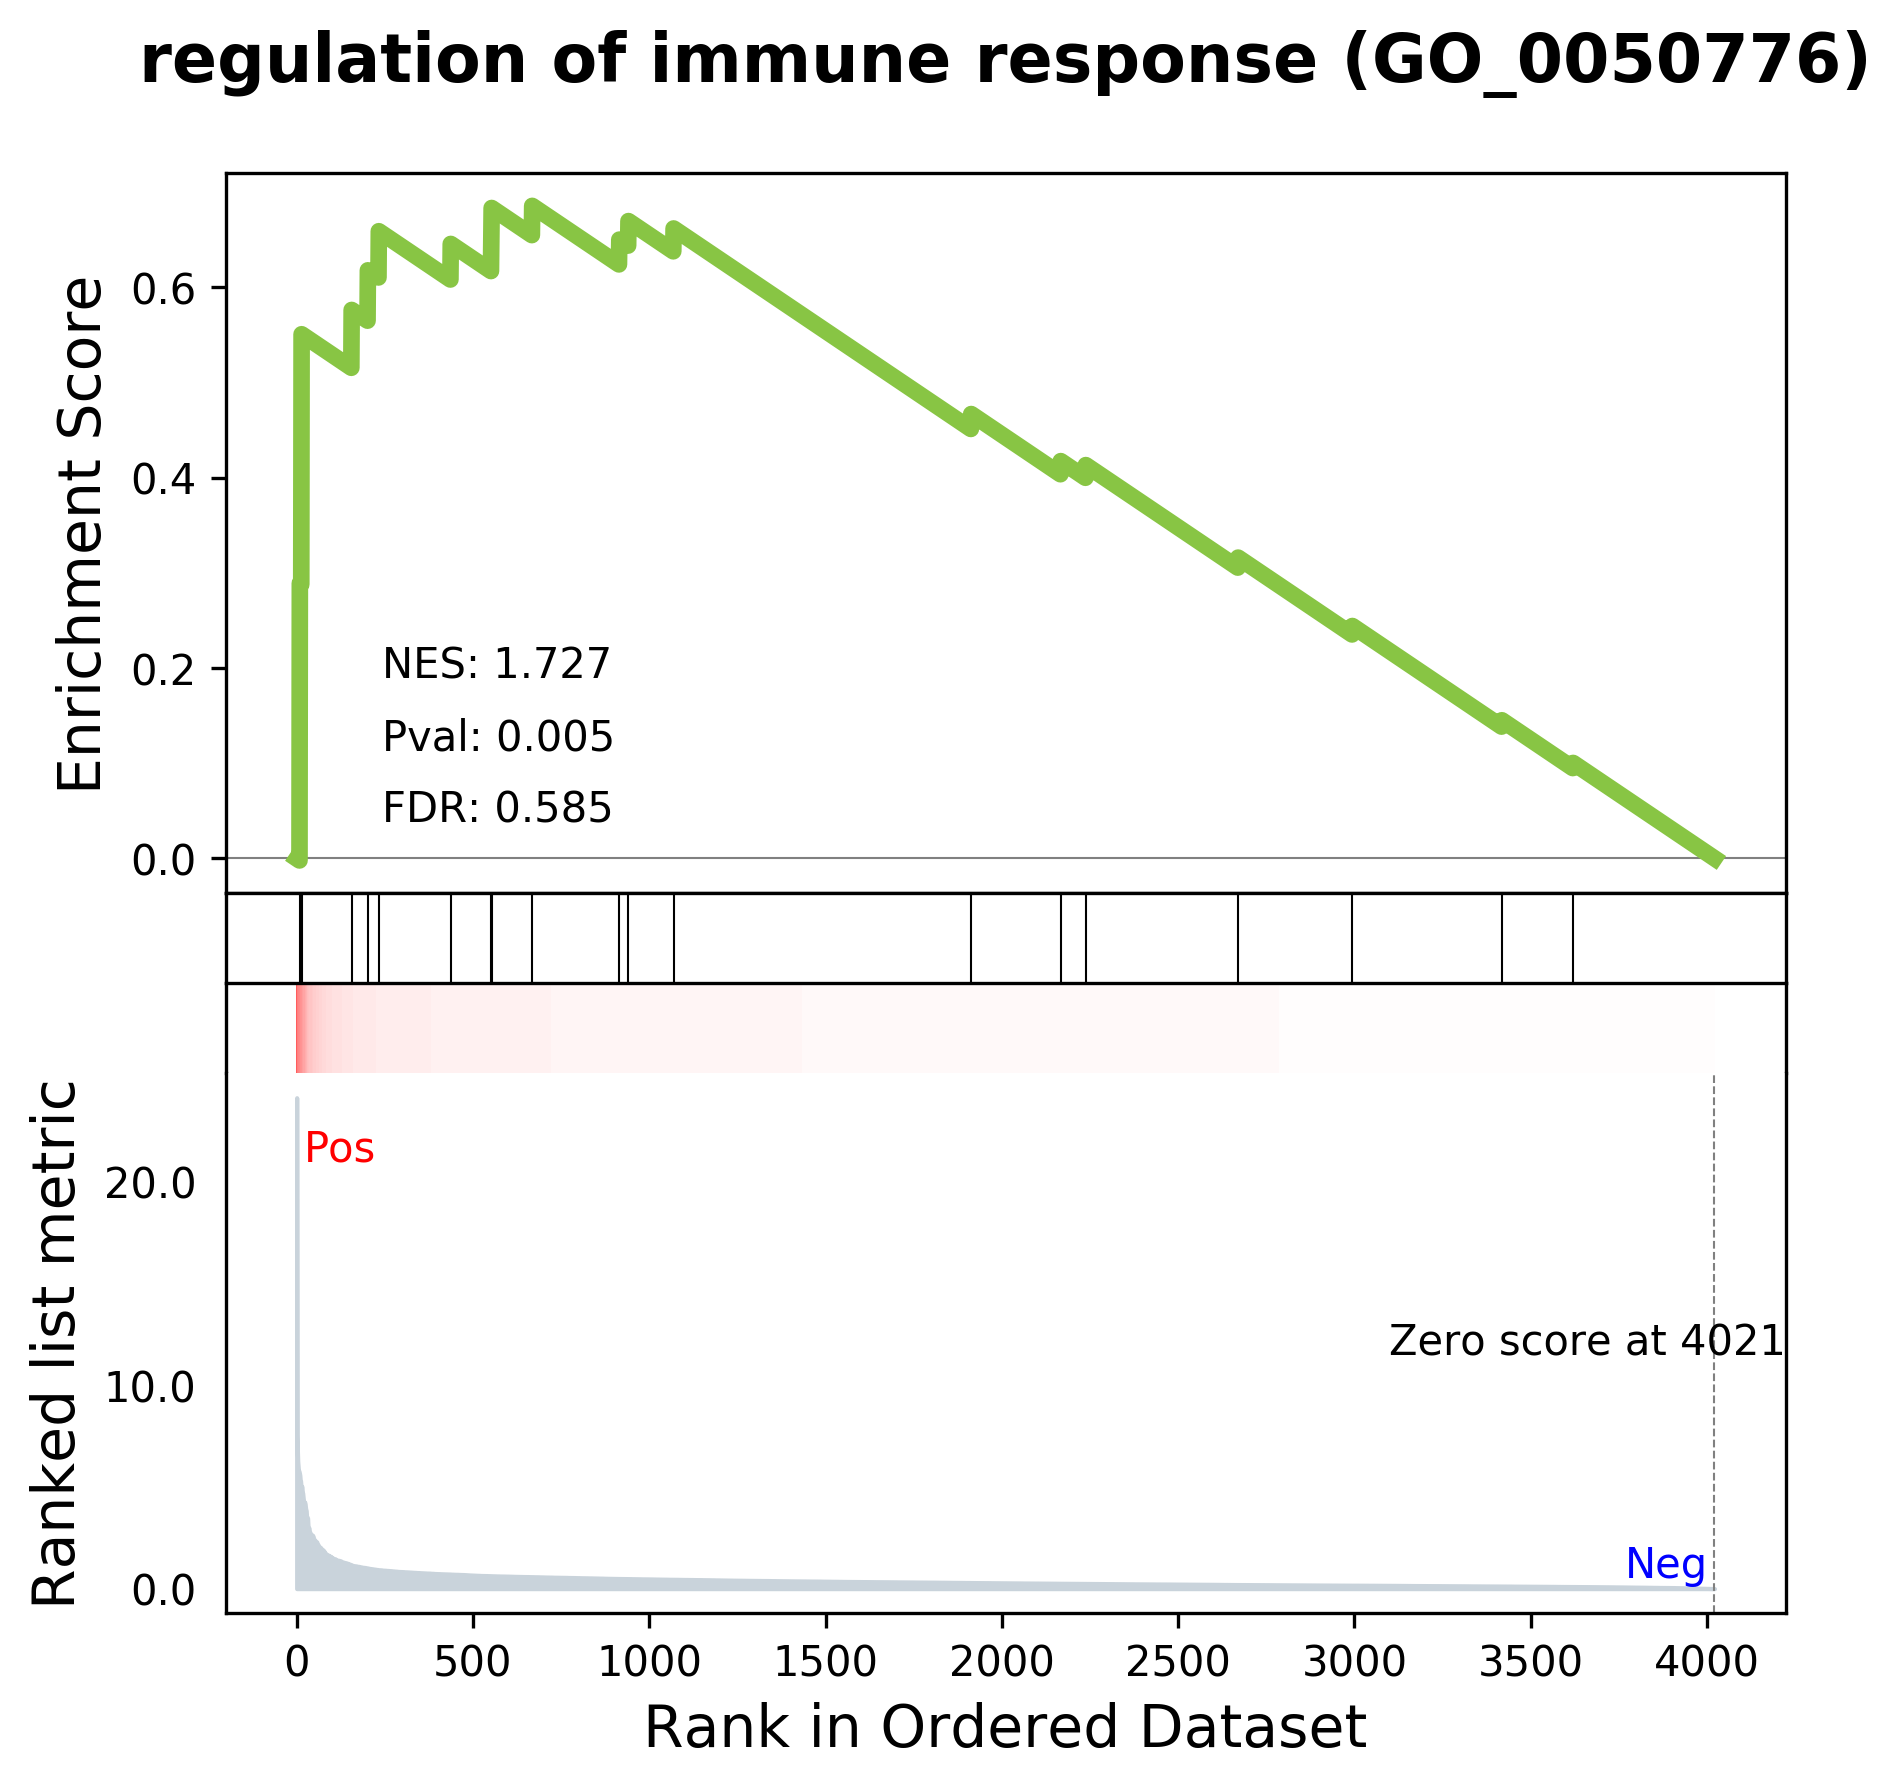 regulation of immune response (GO_0050776)
Enrichment Score
0.6
0.4
0.2
0.0
NES: 1.727
Pval: 0.005
FDR: 0.585
Ranked list metric
20.0
10.0
0.0
Pos
Zero score at 4021
Neg
0 500 1000 1500 2000 2500 3000 3500 4000
Rank in Ordered Dataset